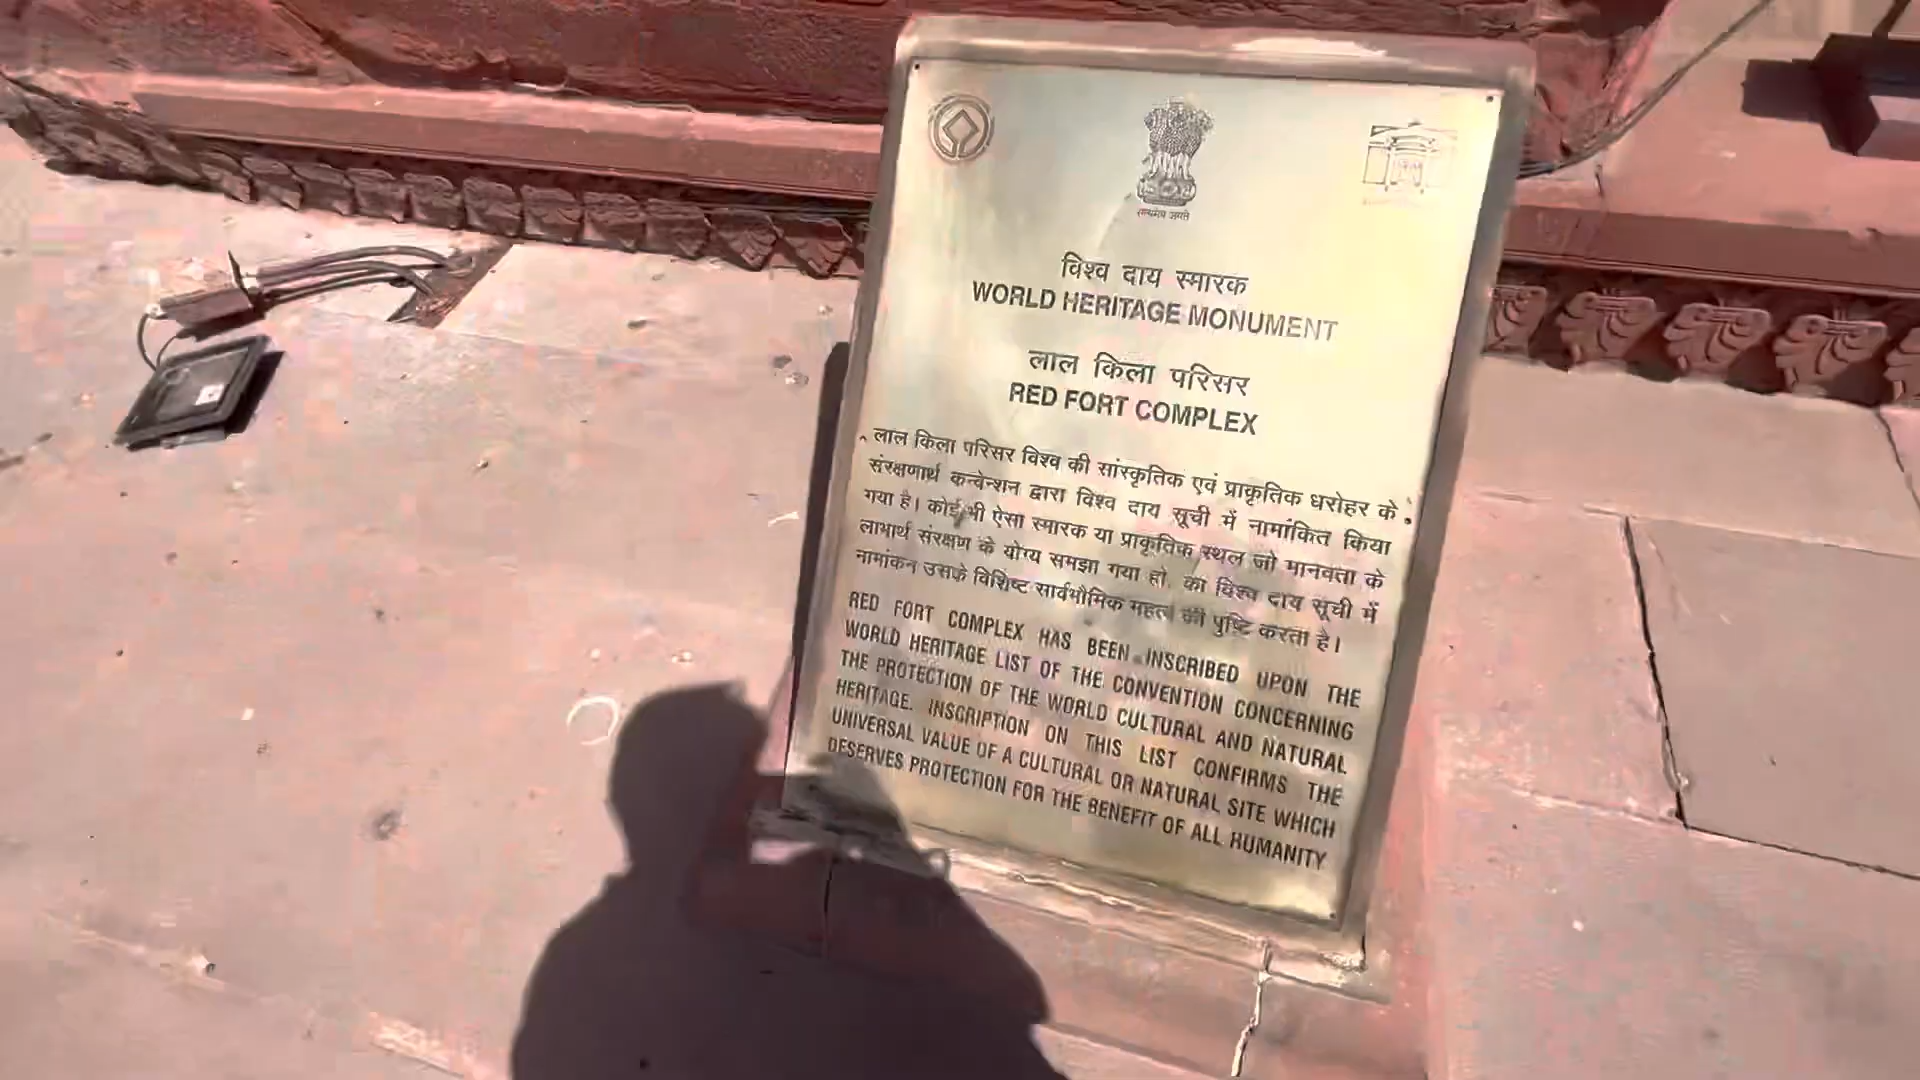 सत्यमेव जयते
विश्व दाय स्मारक
WORLD HERITAGE MONUMENT
लाल किला परिसर
RED FORT COMPLEX
लाल किला परिसर विश्व की सांस्कृतिक एवं प्राकृतिक धरोहर के
संरक्षणार्थ कन्वेन्शन द्वारा विश्व दाय सूची में नामांकित किया
गया है। कोई भी ऐसा स्मारक या प्राकृतिक स्थल जो मानवता के
लाभार्थ संरक्षण के योग्य समझा गया हो, का विश्व दाय सूची में
नामांकन उसके विशिष्ट सार्वभौमिक महत्व की पुष्टि करता है।
RED FORT COMPLEX HAS BEEN INSCRIBED UPON THE
WORLD HERITAGE LIST OF THE CONVENTION CONCERNING
THE PROTECTION OF THE WORLD CULTURAL AND NATURAL
HERITAGE. INSCRIPTION ON THIS LIST CONFIRMS THE
UNIVERSAL VALUE OF A CULTURAL OR NATURAL SITE WHICH
DESERVES PROTECTION FOR THE BENEFIT OF ALL HUMANITY